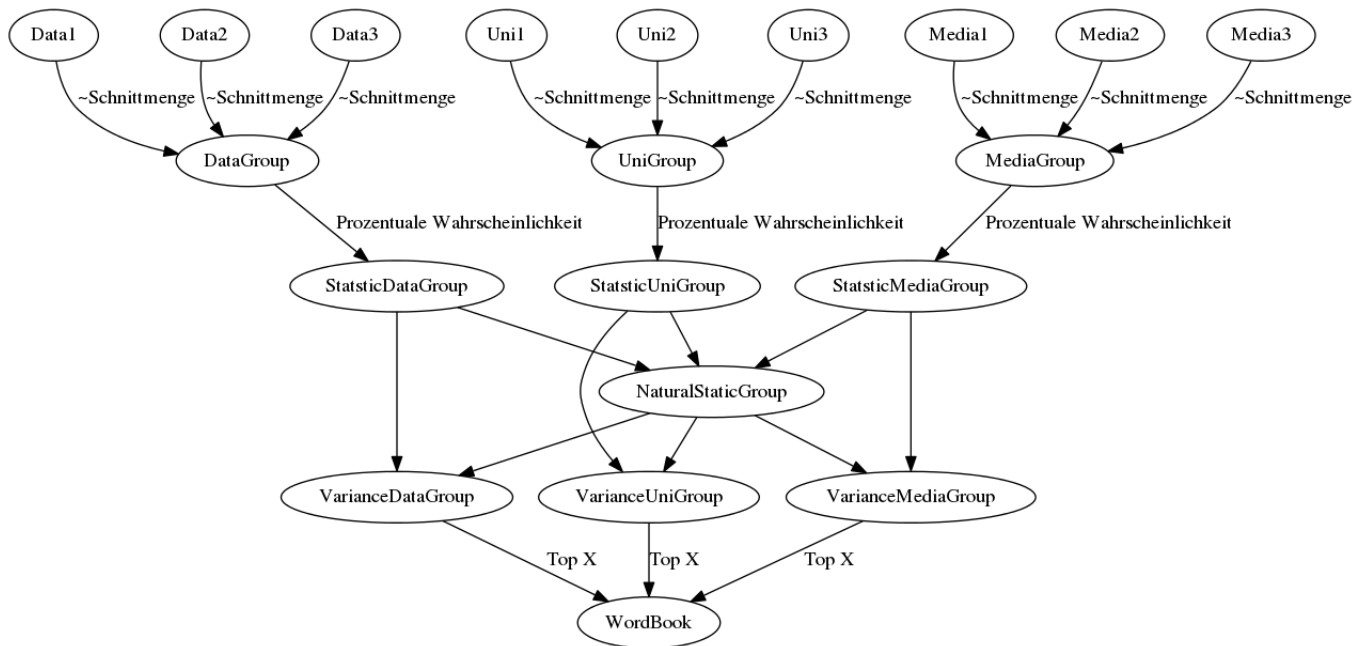 Data1
Data2
Data3
Uni1
Uni2
Uni3
Media1
Media2
Media3
~Schnittmenge
~Schnittmenge
~Schnittmenge
~Schnittmenge
~Schnittmenge
~Schnittmenge
~Schnittmenge
~Schnittmenge
~Schnittmenge
DataGroup
UniGroup
MediaGroup
Prozentuale Wahrscheinlichkeit
Prozentuale Wahrscheinlichkeit
Prozentuale Wahrscheinlichkeit
StatsticDataGroup
StatsticUniGroup
StatsticMediaGroup
NaturalStaticGroup
VarianceDataGroup
VarianceUniGroup
VarianceMediaGroup
Top X
Top X
Top X
WordBook